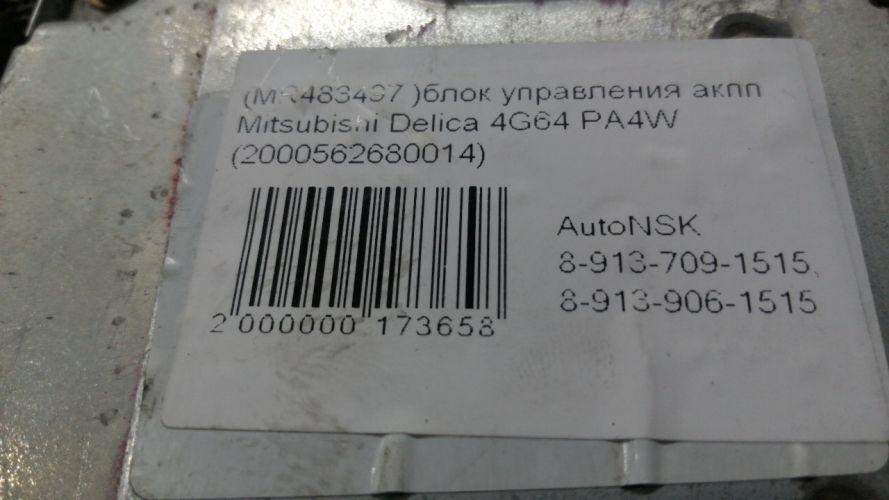 (MR483497 )блок управления акпп
Mitsubishi Delica 4G64 PA4W
(2000562680014)
AutoNSK
8-913-709-1515,
8-913-906-1515
2 000000 173658